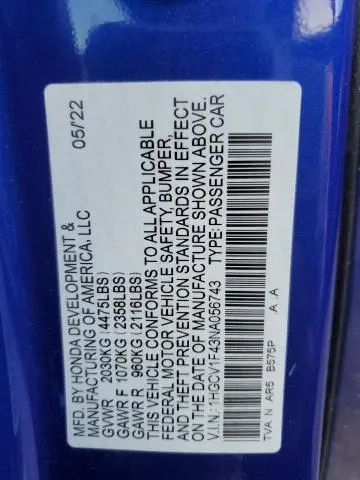 MFD. BY HONDA DEVELOPMENT &
MANUFACTURING OF AMERICA, LLC 05/'22
GVWR 2030KG (4473LBS)
GAWR F 1070KG (2358LBS)
GAWR R 960KG (2116LBS)
THIS VEHICLE CONFORMS TO ALL APPLICABLE
FEDERAL MOTOR VEHICLE SAFETY, BUMPER,
AND THEFT PREVENTION STANDARDS IN EFFECT
ON THE DATE OF MANUFACTURE SHOWN ABOVE.
V.I.N.: 1HGCV1F43NA056743 TYPE: PASSENGER CAR
TVA N AR5 B575P A .A